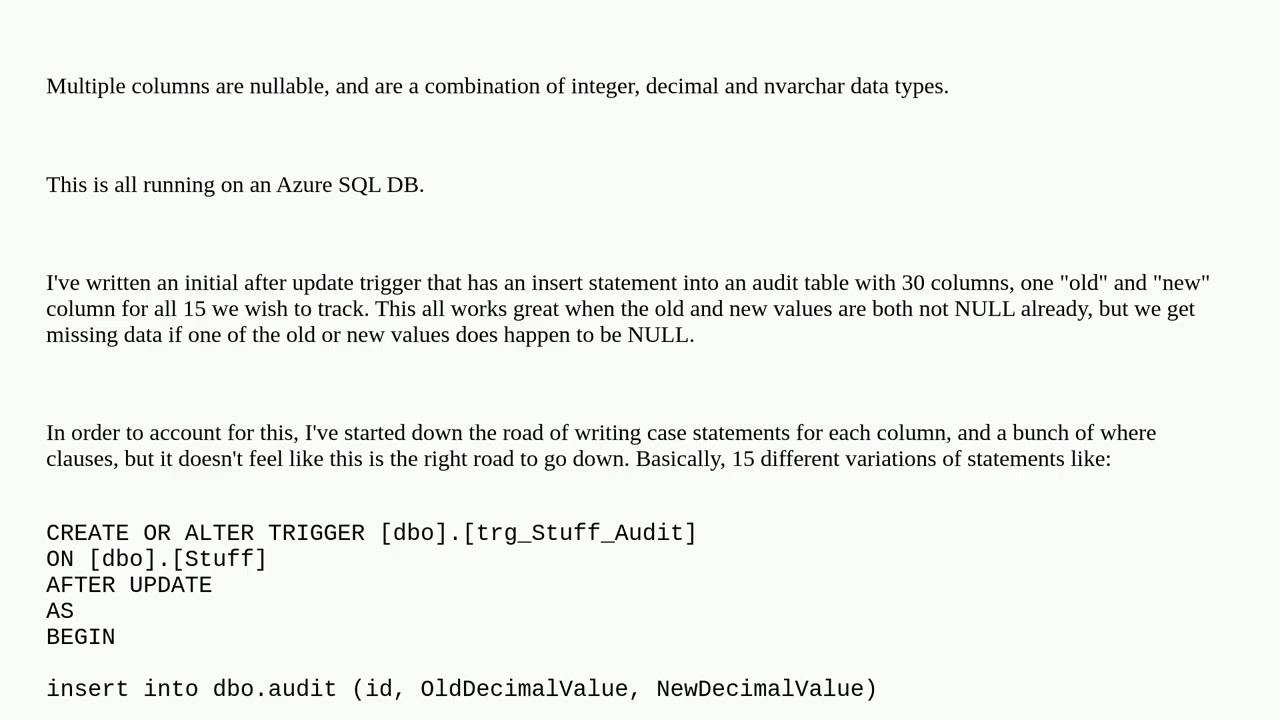 Multiple columns are nullable, and are a combination of integer, decimal and nvarchar data types.
This is all running on an Azure SQL DB.
I've written an initial after update trigger that has an insert statement into an audit table with 30 columns, one "old" and "new"
column for all 15 we wish to track. This all works great when the old and new values are both not NULL already, but we get
missing data if one of the old or new values does happen to be NULL.
In order to account for this, I've started down the road of writing case statements for each column, and a bunch of where
clauses, but it doesn't feel like this is the right road to go down. Basically, 15 different variations of statements like:
CREATE OR ALTER TRIGGER [dbo].[trg_Stuff_Audit]
ON [dbo].[Stuff]
AFTER UPDATE
AS
BEGIN
insert into dbo.audit (id, OldDecimalValue, NewDecimalValue)